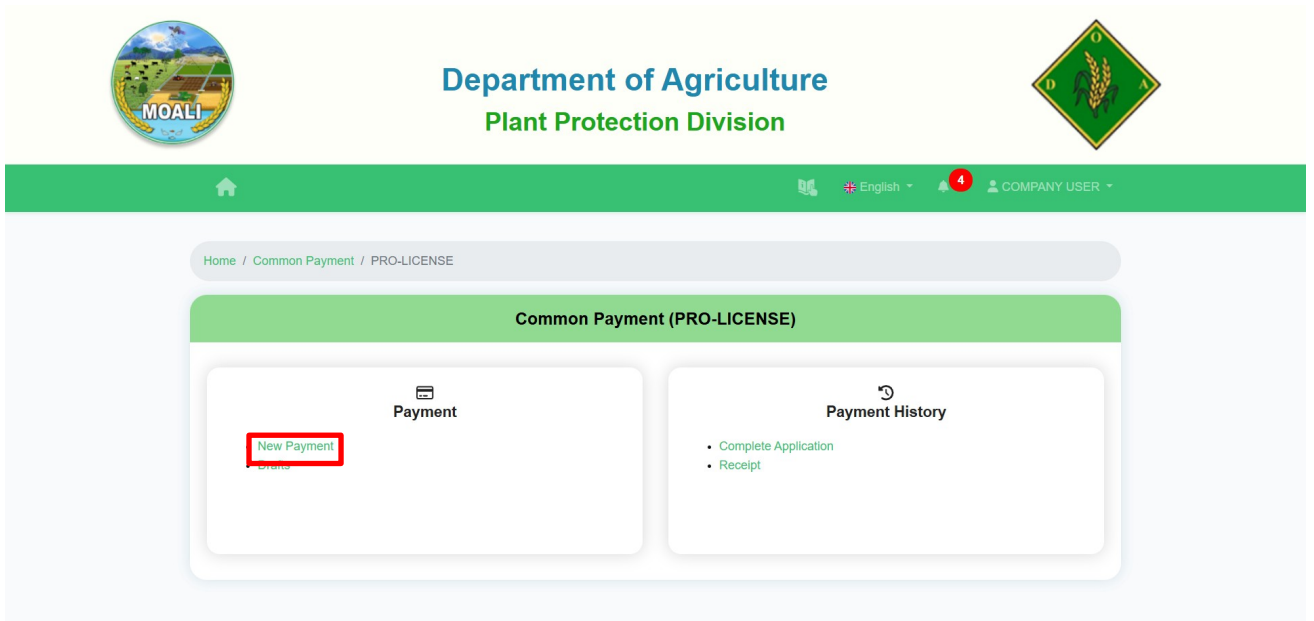 MOALI
Department of Agriculture
Plant Protection Division
D O A
English
4
COMPANY USER
Home / Common Payment / PRO-LICENSE
Common Payment (PRO-LICENSE)
Payment
New Payment
Drafts
Payment History
Complete Application
Receipt